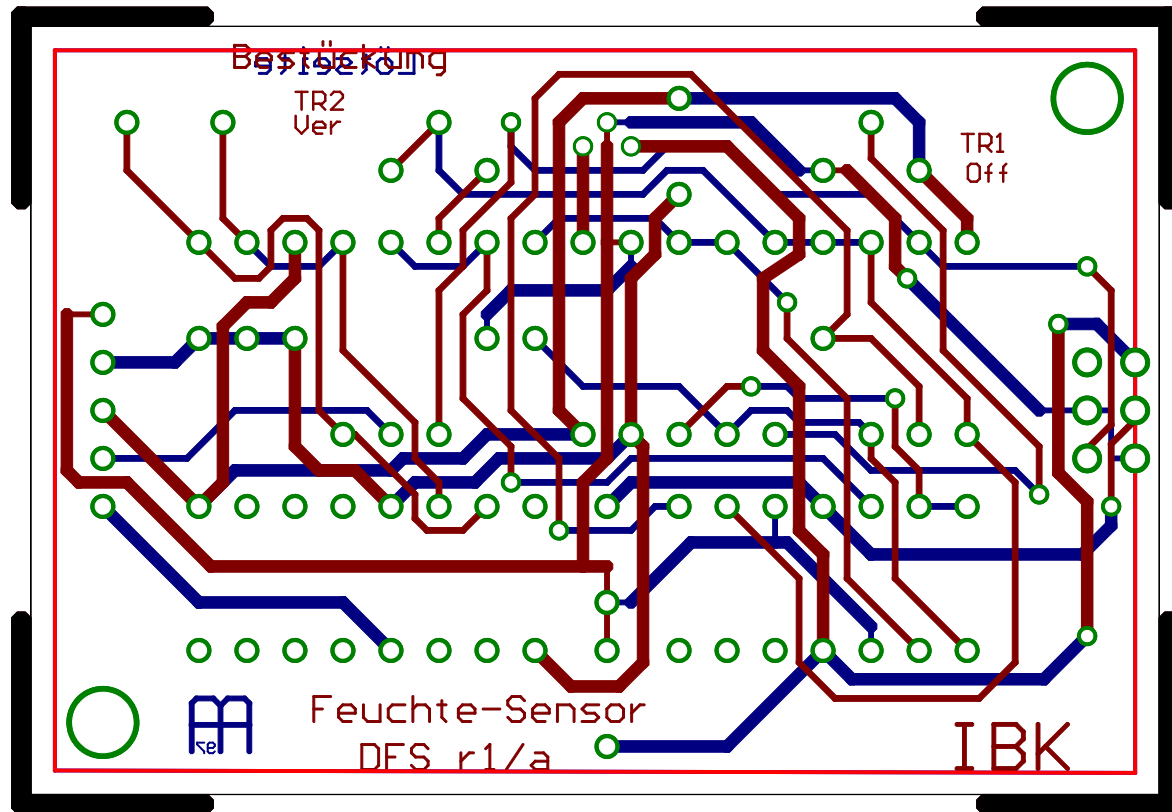 Bestückung
TR2
Ver
TR1
Off
Feuchte-Sensor
DFS r1/a
IBK